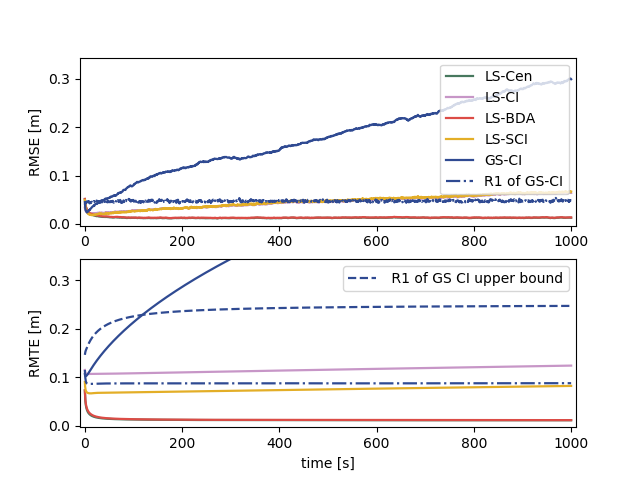 0.3
0.2
0.1
0.0
RMSE [m]
LS-Cen
LS-CI
LS-BDA
LS-SCI
GS-CI
R1 of GS-CI
0 200 400 600 800 1000
0.3
0.2
0.1
0.0
RMTE [m]
R1 of GS CI upper bound
0 200 400 600 800 1000
time [s]